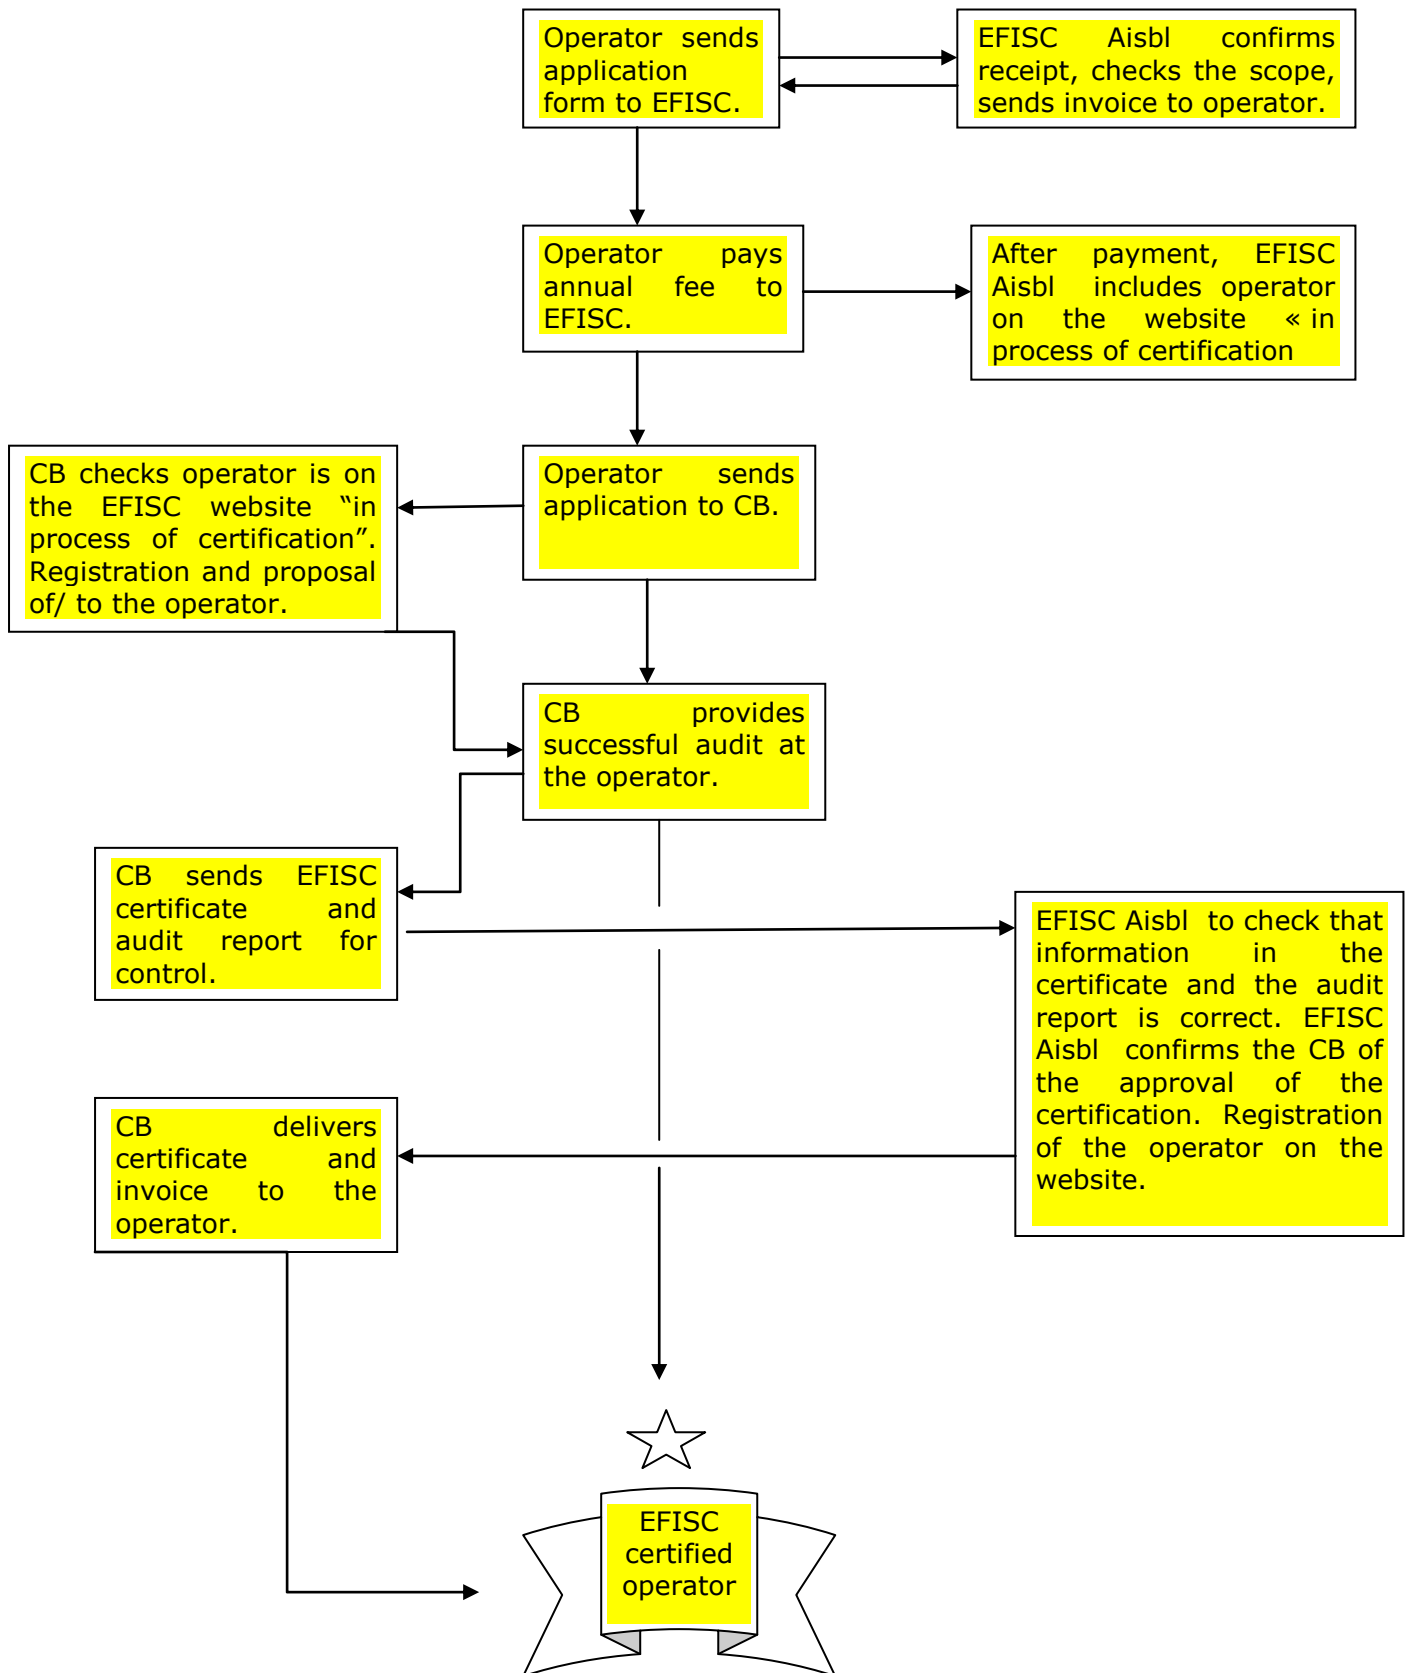 Operator sends
application
form to EFISC.
EFISC Aisbl confirms
receipt, checks the scope,
sends invoice to operator.
Operator pays
annual fee to
EFISC.
After payment, EFISC
Aisbl includes operator
on the website « in
process of certification
CB checks operator is on
the EFISC website “in
process of certification”.
Registration and proposal
of/ to the operator.
Operator sends
application to CB.
CB provides
successful audit at
the operator.
CB sends EFISC
certificate and
audit report for
control.
EFISC Aisbl to check that
information in the
certificate and the audit
report is correct. EFISC
Aisbl confirms the CB of
the approval of the
certification. Registration
of the operator on the
website.
CB delivers
certificate and
invoice to the
operator.
EFISC
certified
operator